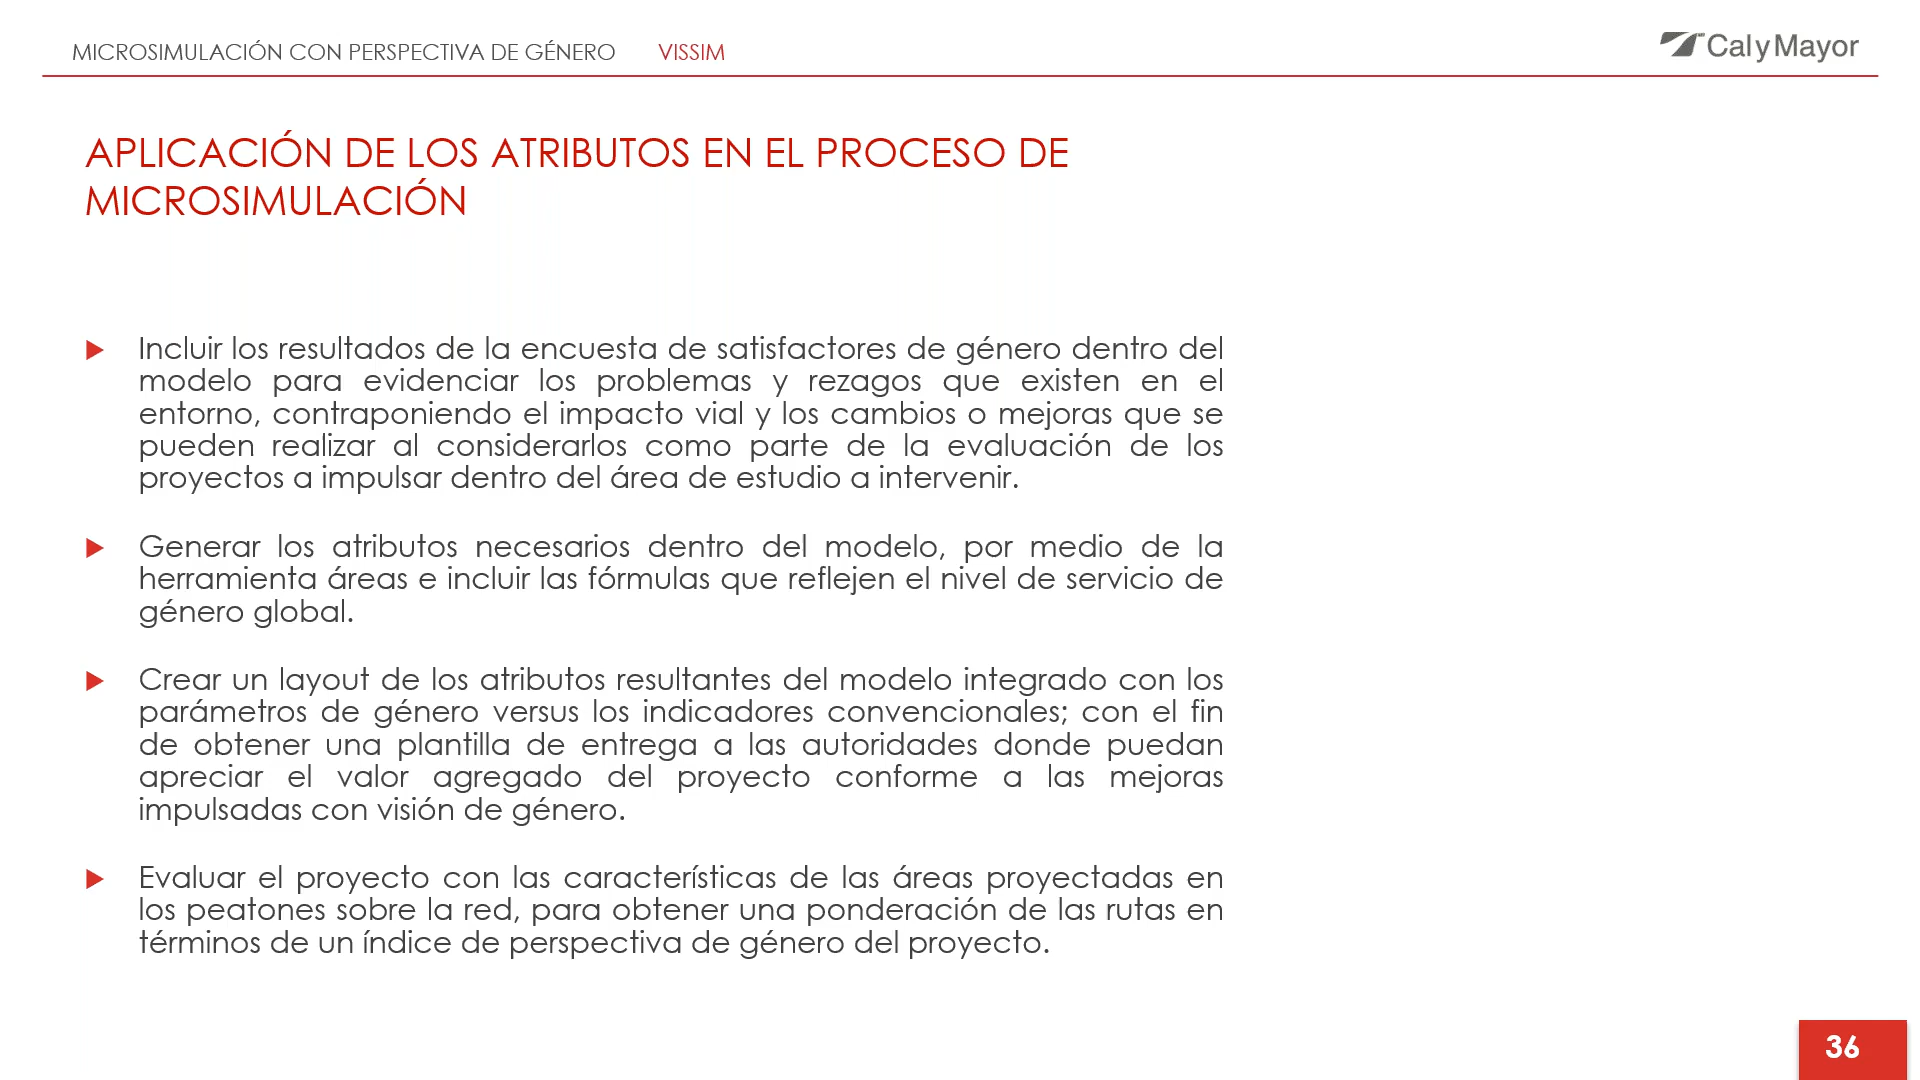 MICROSIMULACIÓN CON PERSPECTIVA DE GÉNERO VISSIM
Cal y Mayor
APLICACIÓN DE LOS ATRIBUTOS EN EL PROCESO DE
MICROSIMULACIÓN
Incluir los resultados de la encuesta de satisfactores de género dentro del
modelo para evidenciar los problemas y rezagos que existen en el
entorno, contraponiendo el impacto vial y los cambios o mejoras que se
pueden realizar al considerarlos como parte de la evaluación de los
proyectos a impulsar dentro del área de estudio a intervenir.
Generar los atributos necesarios dentro del modelo, por medio de la
herramienta áreas e incluir las fórmulas que reflejen el nivel de servicio de
género global.
Crear un layout de los atributos resultantes del modelo integrado con los
parámetros de género versus los indicadores convencionales; con el fin
de obtener una plantilla de entrega a las autoridades donde puedan
apreciar el valor agregado del proyecto conforme a las mejoras
impulsadas con visión de género.
Evaluar el proyecto con las características de las áreas proyectadas en
los peatones sobre la red, para obtener una ponderación de las rutas en
términos de un índice de perspectiva de género del proyecto.
36